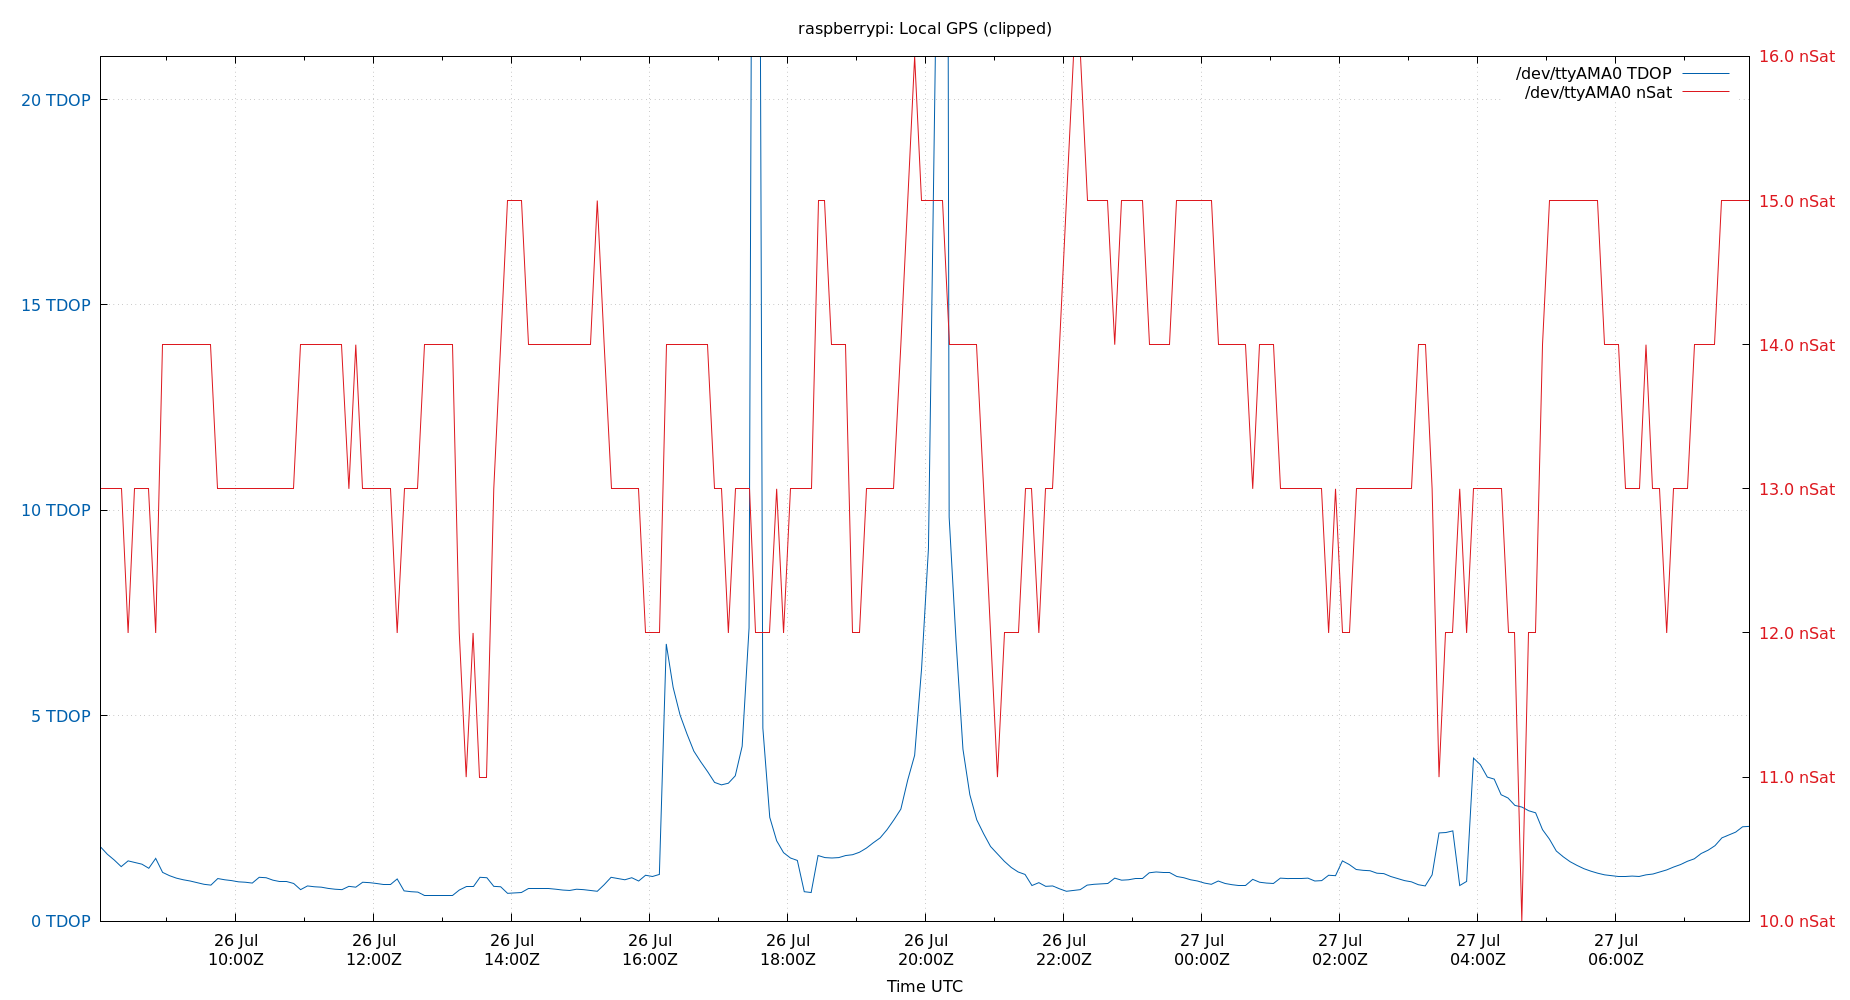 raspberrypi: Local GPS (clipped)
/dev/ttyAMA0 TDOP
/dev/ttyAMA0 nSat
20 TDOP
15 TDOP
10 TDOP
5 TDOP
0 TDOP
16.0 nSat
15.0 nSat
14.0 nSat
13.0 nSat
12.0 nSat
11.0 nSat
10.0 nSat
26 Jul 26 Jul 26 Jul 26 Jul 26 Jul 26 Jul 26 Jul 27 Jul 27 Jul 27 Jul 27 Jul
10:00Z 12:00Z 14:00Z 16:00Z 18:00Z 20:00Z 22:00Z 00:00Z 02:00Z 04:00Z 06:00Z
Time UTC